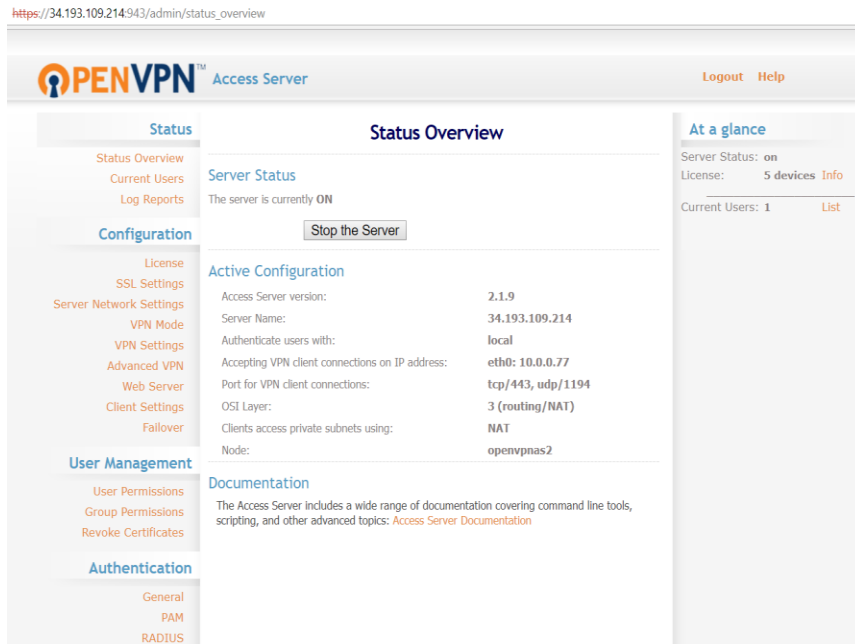 https://34.193.109.214:943/admin/status_overview
OPENVPN™ Access Server
Logout Help
Status
Status Overview
Current Users
Log Reports
Configuration
License
SSL Settings
Server Network Settings
VPN Mode
VPN Settings
Advanced VPN
Web Server
Client Settings
Failover
User Management
User Permissions
Group Permissions
Revoke Certificates
Authentication
General
PAM
RADIUS
Status Overview
Server Status
The server is currently ON
Stop the Server
Active Configuration
Access Server version: 2.1.9
Server Name: 34.193.109.214
Authenticate users with: local
Accepting VPN client connections on IP address: eth0: 10.0.0.77
Port for VPN client connections: tcp/443, udp/1194
OSI Layer: 3 (routing/NAT)
Clients access private subnets using: NAT
Node: openvpnas2
Documentation
The Access Server includes a wide range of documentation covering command line tools,
scripting, and other advanced topics: Access Server Documentation
At a glance
Server Status: on
License: 5 devices Info
Current Users: 1 List